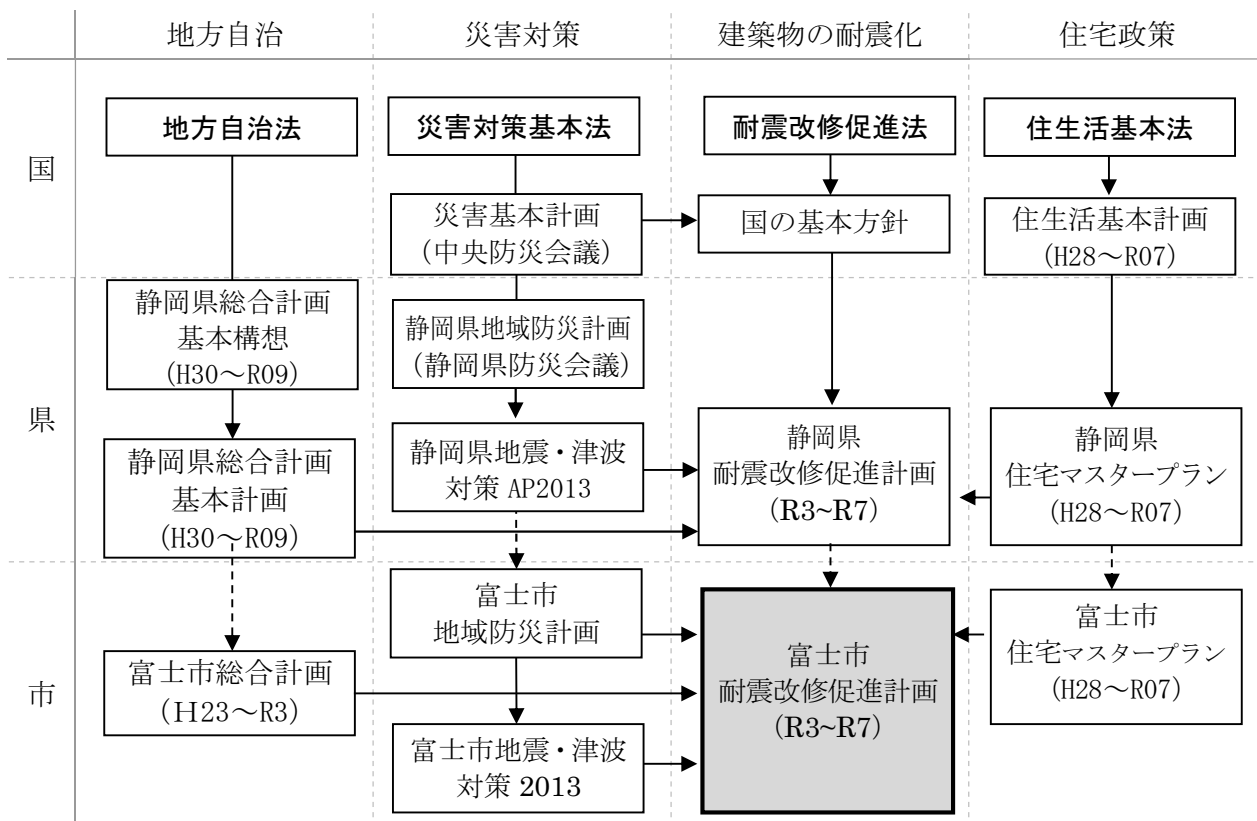 地方自治
災害対策
建築物の耐震化
住宅政策
国
地方自治法
災害対策基本法
耐震改修促進法
住生活基本法
災害基本計画
(中央防災会議)
国の基本方針
住生活基本計画
(H28～R07)
県
静岡県総合計画
基本構想
(H30～R09)
静岡県地域防災計画
(静岡県防災会議)
静岡県総合計画
基本計画
(H30～R09)
静岡県地震・津波
対策 AP2013
静岡県
耐震改修促進計画
(R3~R7)
静岡県
住宅マスタープラン
(H28～R07)
市
富士市総合計画
(H23～R3)
富士市
地域防災計画
富士市地震・津波
対策 2013
富士市
耐震改修促進計画
(R3~R7)
富士市
住宅マスタープラン
(H28～R07)